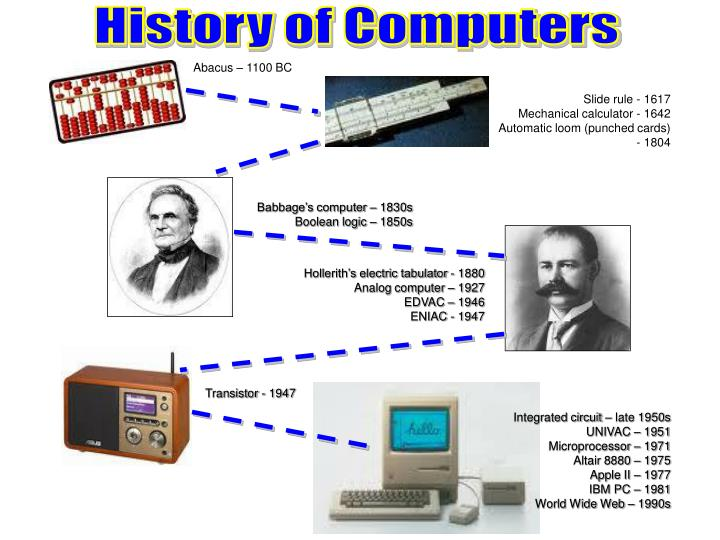 History of Computers
Abacus – 1100 BC
Slide rule - 1617
Mechanical calculator - 1642
Automatic loom (punched cards)
- 1804
Babbage's computer – 1830s
Boolean logic – 1850s
Hollerith's electric tabulator - 1880
Analog computer – 1927
EDVAC – 1946
ENIAC - 1947
Transistor - 1947
ASUS
hello
Integrated circuit – late 1950s
UNIVAC – 1951
Microprocessor – 1971
Altair 8880 – 1975
Apple II – 1977
IBM PC – 1981
World Wide Web – 1990s